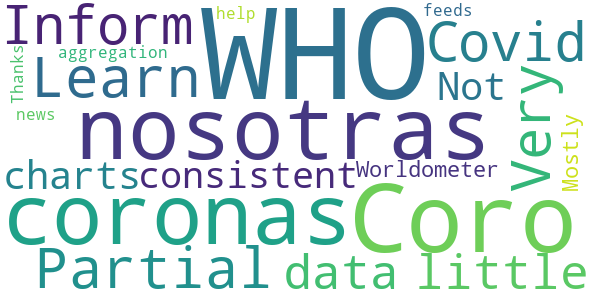 Inform
help
WHO
feeds
Covid
Thanks
aggregation
Learn
Not
news
nosotras
Very
Mostly
charts
consistent
Worldometer
coronas
Coro
Partial
data
little